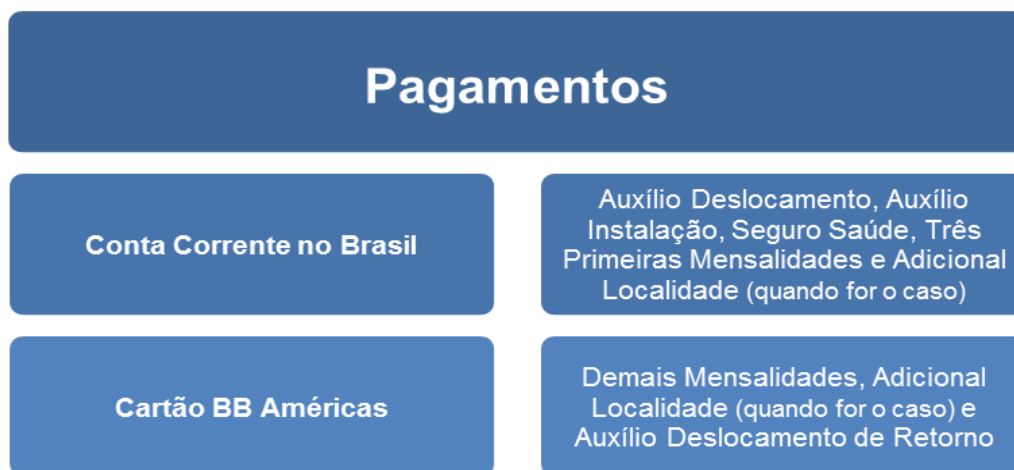 Pagamentos
Conta Corrente no Brasil
Auxílio Deslocamento, Auxílio
Instalação, Seguro Saúde, Três
Primeiras Mensalidades e Adicional
Localidade (quando for o caso)
Cartão BB Américas
Demais Mensalidades, Adicional
Localidade (quando for o caso) e
Auxílio Deslocamento de Retorno